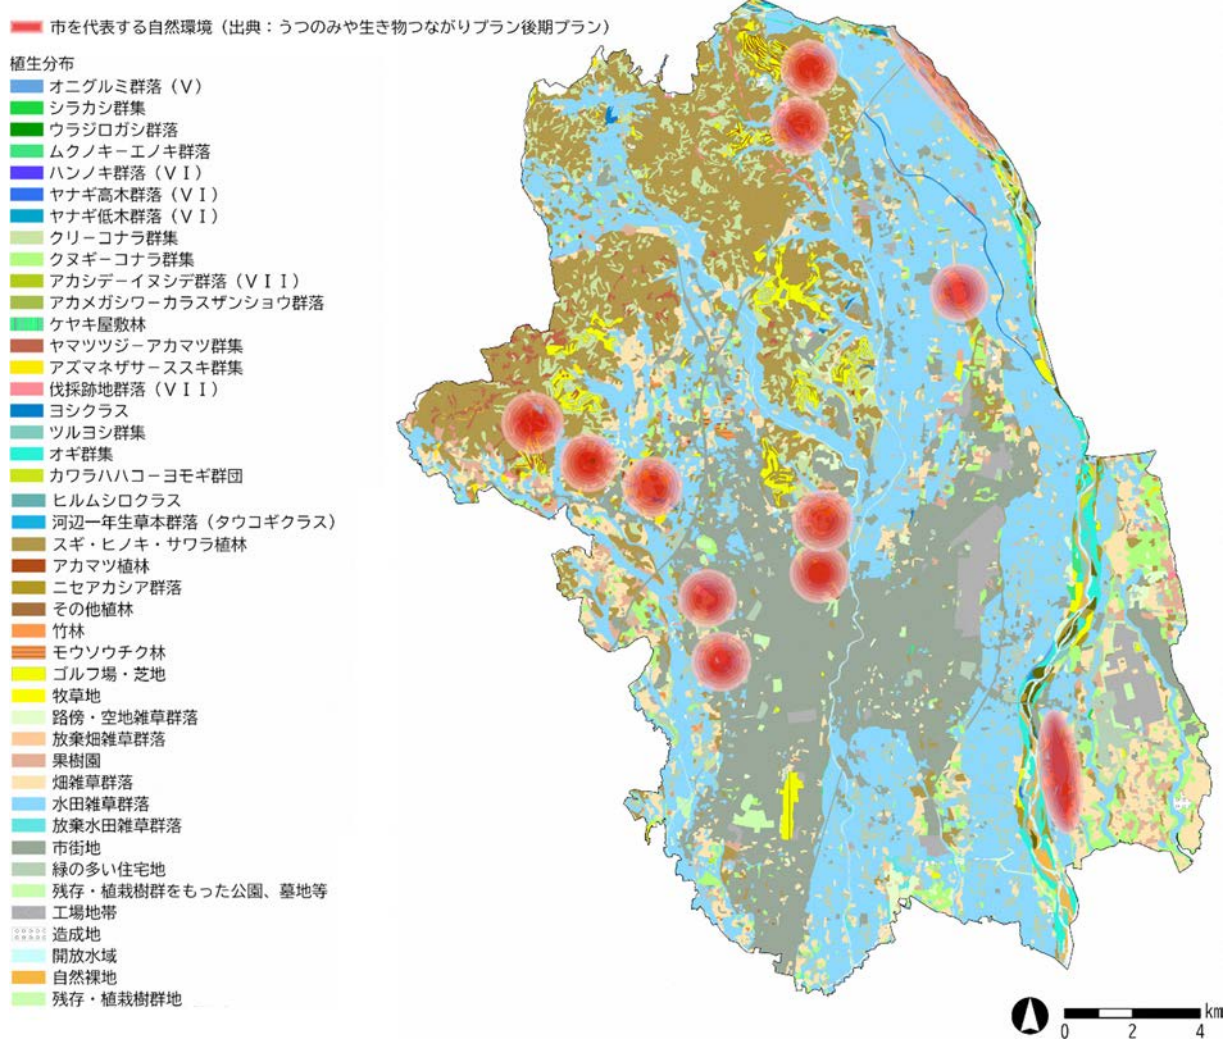 市を代表する自然環境（出典：うつのみや生き物つながりプラン後期プラン）
植生分布
オニグルミ群落（Ｖ）
シラカシ群集
ウラジロガシ群落
ムクノキーエノキ群落
ハンノキ群落（ＶＩ）
ヤナギ高木群落（ＶＩ）
ヤナギ低木群落（ＶＩ）
クリーコナラ群集
クヌギーコナラ群集
アカシデーイヌシデ群落（ＶＩＩ）
アカメガシワーカラスザンショウ群落
ケヤキ屋敷林
ヤマツツジーアカマツ群集
アズマネザサーススキ群集
伐採跡地群落（ＶＩＩ）
ヨシクラス
ツルヨシ群集
オギ群集
カワラハハコーヨモギ群団
ヒルムシロクラス
河辺一年生草本群落（タウコギクラス）
スギ・ヒノキ・サワラ植林
アカマツ植林
ニセアカシア群落
その他植林
竹林
モウソウチク林
ゴルフ場・芝地
牧草地
路傍・空地雑草群落
放棄畑雑草群落
果樹園
畑雑草群落
水田雑草群落
放棄水田雑草群落
市街地
緑の多い住宅地
残存・植栽樹群をもった公園、墓地等
工場地帯
造成地
開放水域
自然裸地
残存・植栽樹群地
km
0 2 4